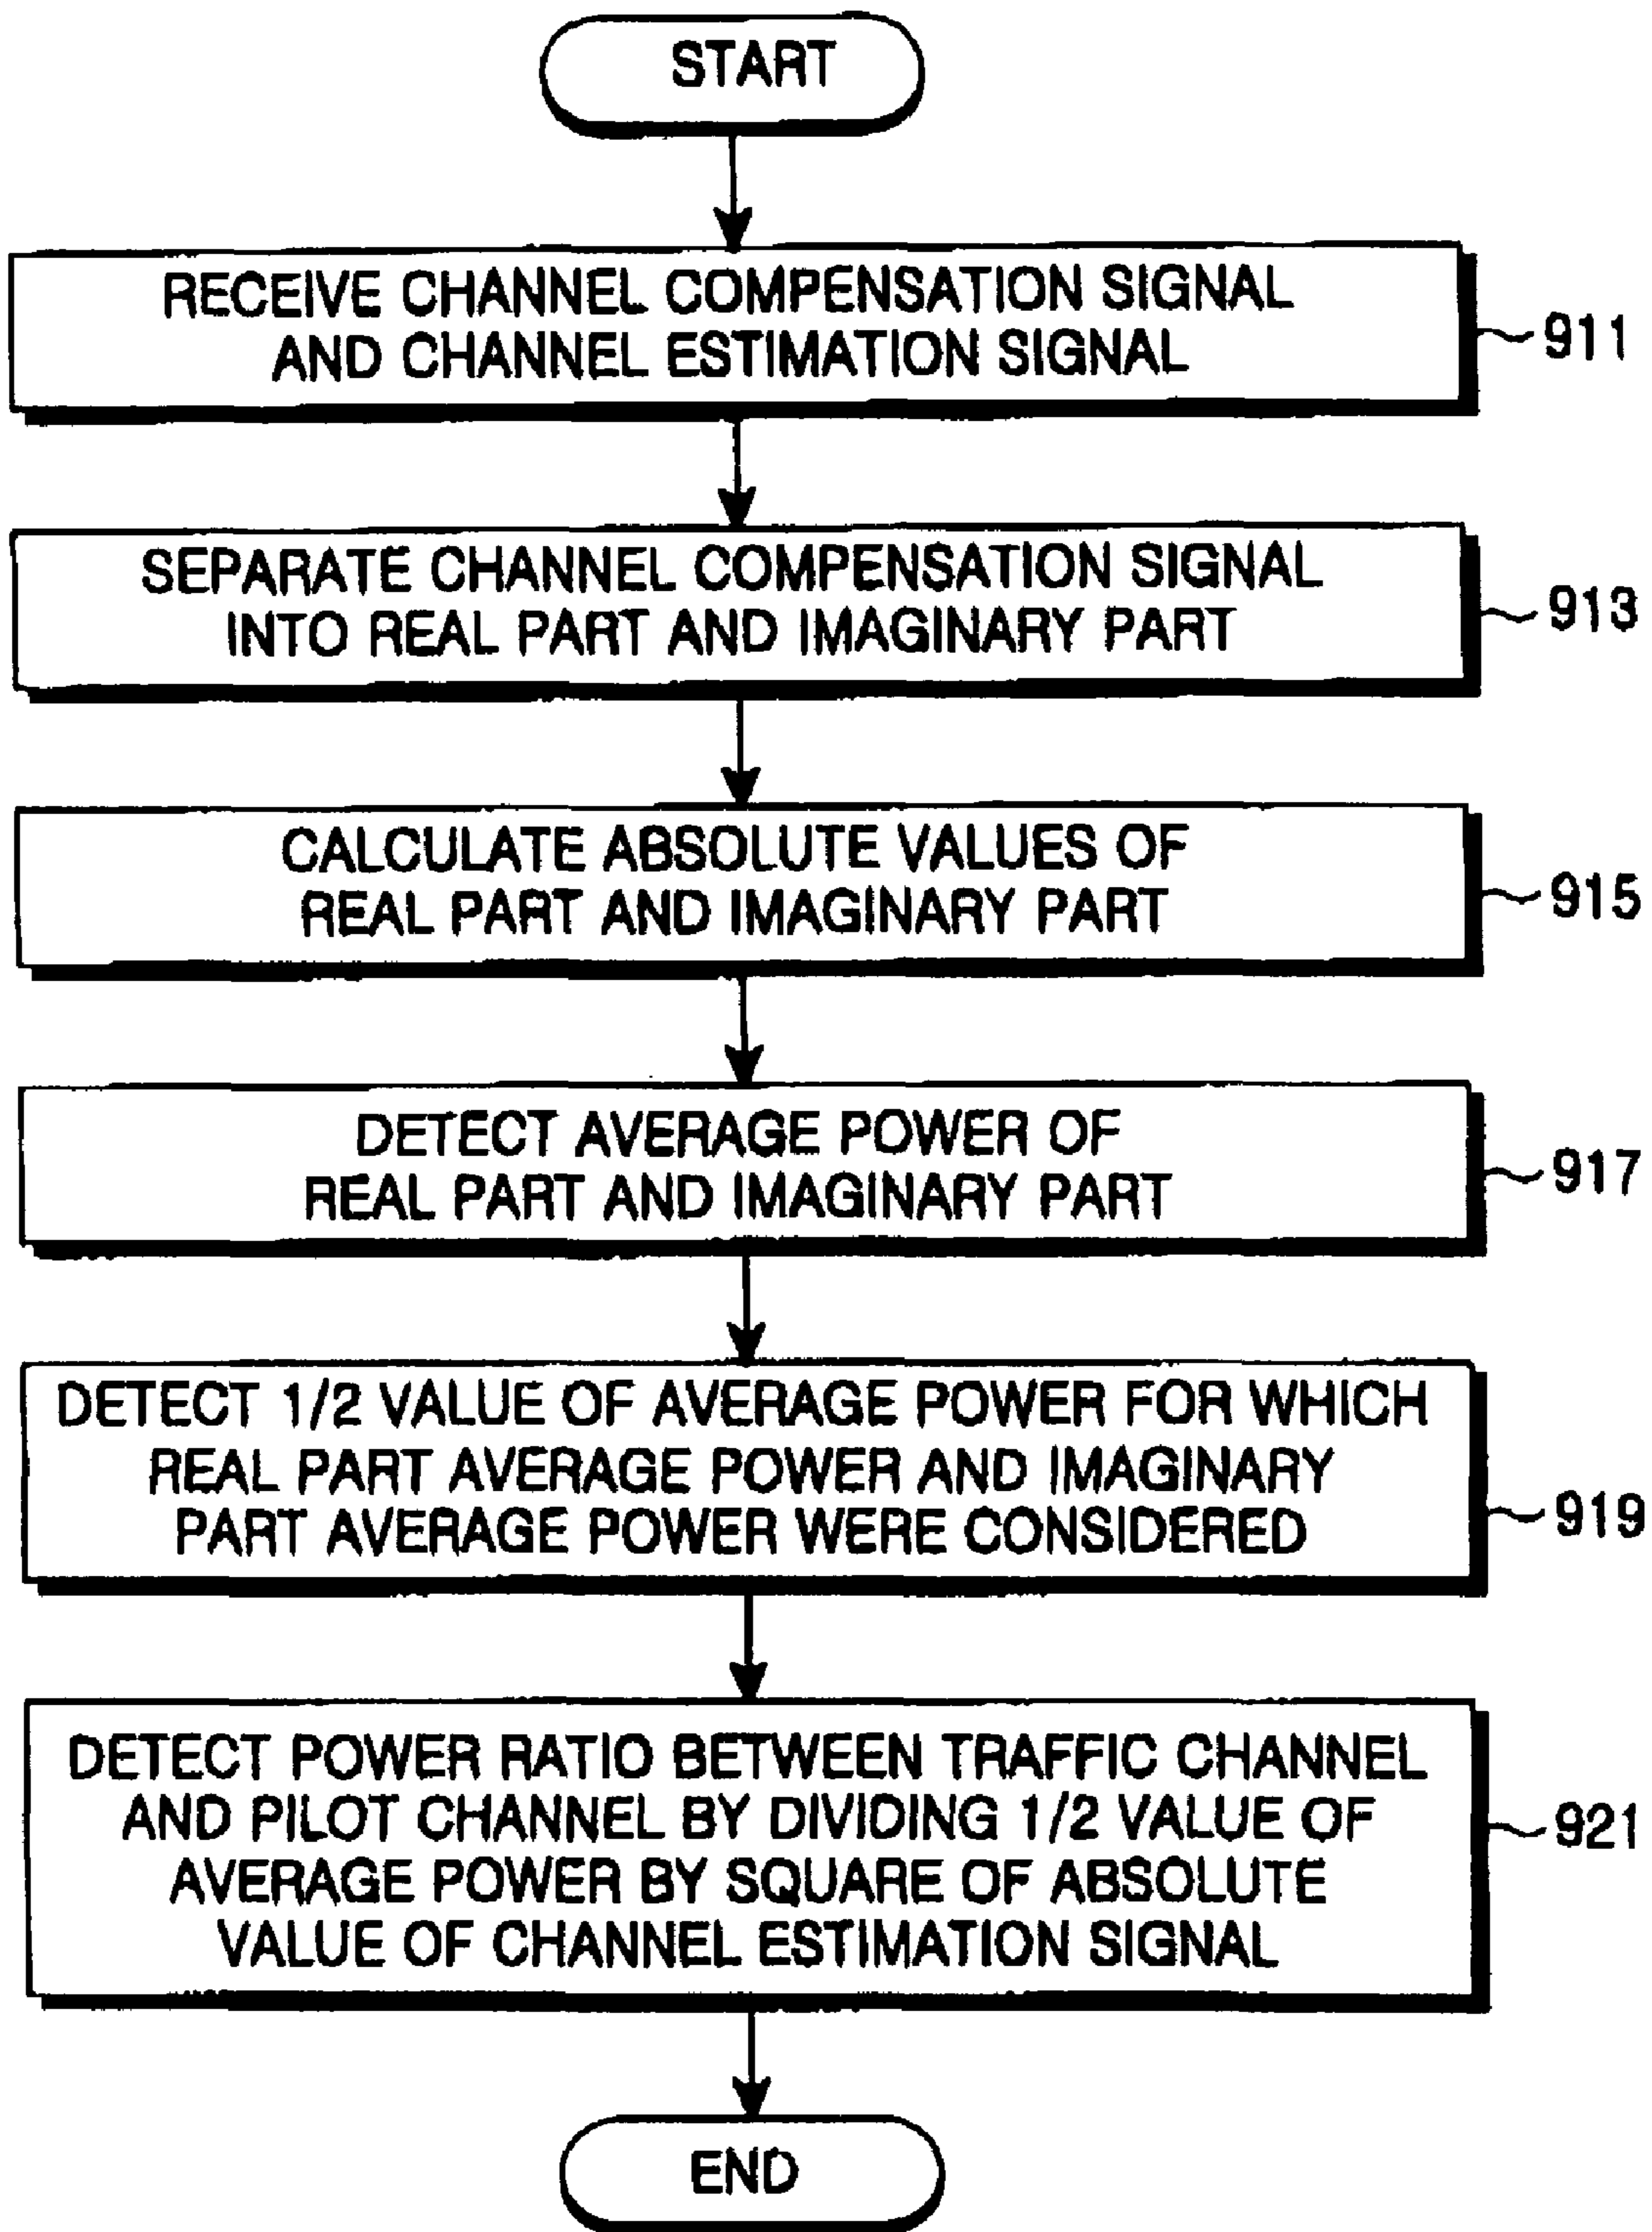 START
RECEIVE CHANNEL COMPENSATION SIGNAL
AND CHANNEL ESTIMATION SIGNAL
911
SEPARATE CHANNEL COMPENSATION SIGNAL
INTO REAL PART AND IMAGINARY PART
913
CALCULATE ABSOLUTE VALUES OF
REAL PART AND IMAGINARY PART
915
DETECT AVERAGE POWER OF
REAL PART AND IMAGINARY PART
917
DETECT 1/2 VALUE OF AVERAGE POWER FOR WHICH
REAL PART AVERAGE POWER AND IMAGINARY
PART AVERAGE POWER WERE CONSIDERED
919
DETECT POWER RATIO BETWEEN TRAFFIC CHANNEL
AND PILOT CHANNEL BY DIVIDING 1/2 VALUE OF
AVERAGE POWER BY SQUARE OF ABSOLUTE
VALUE OF CHANNEL ESTIMATION SIGNAL
921
END